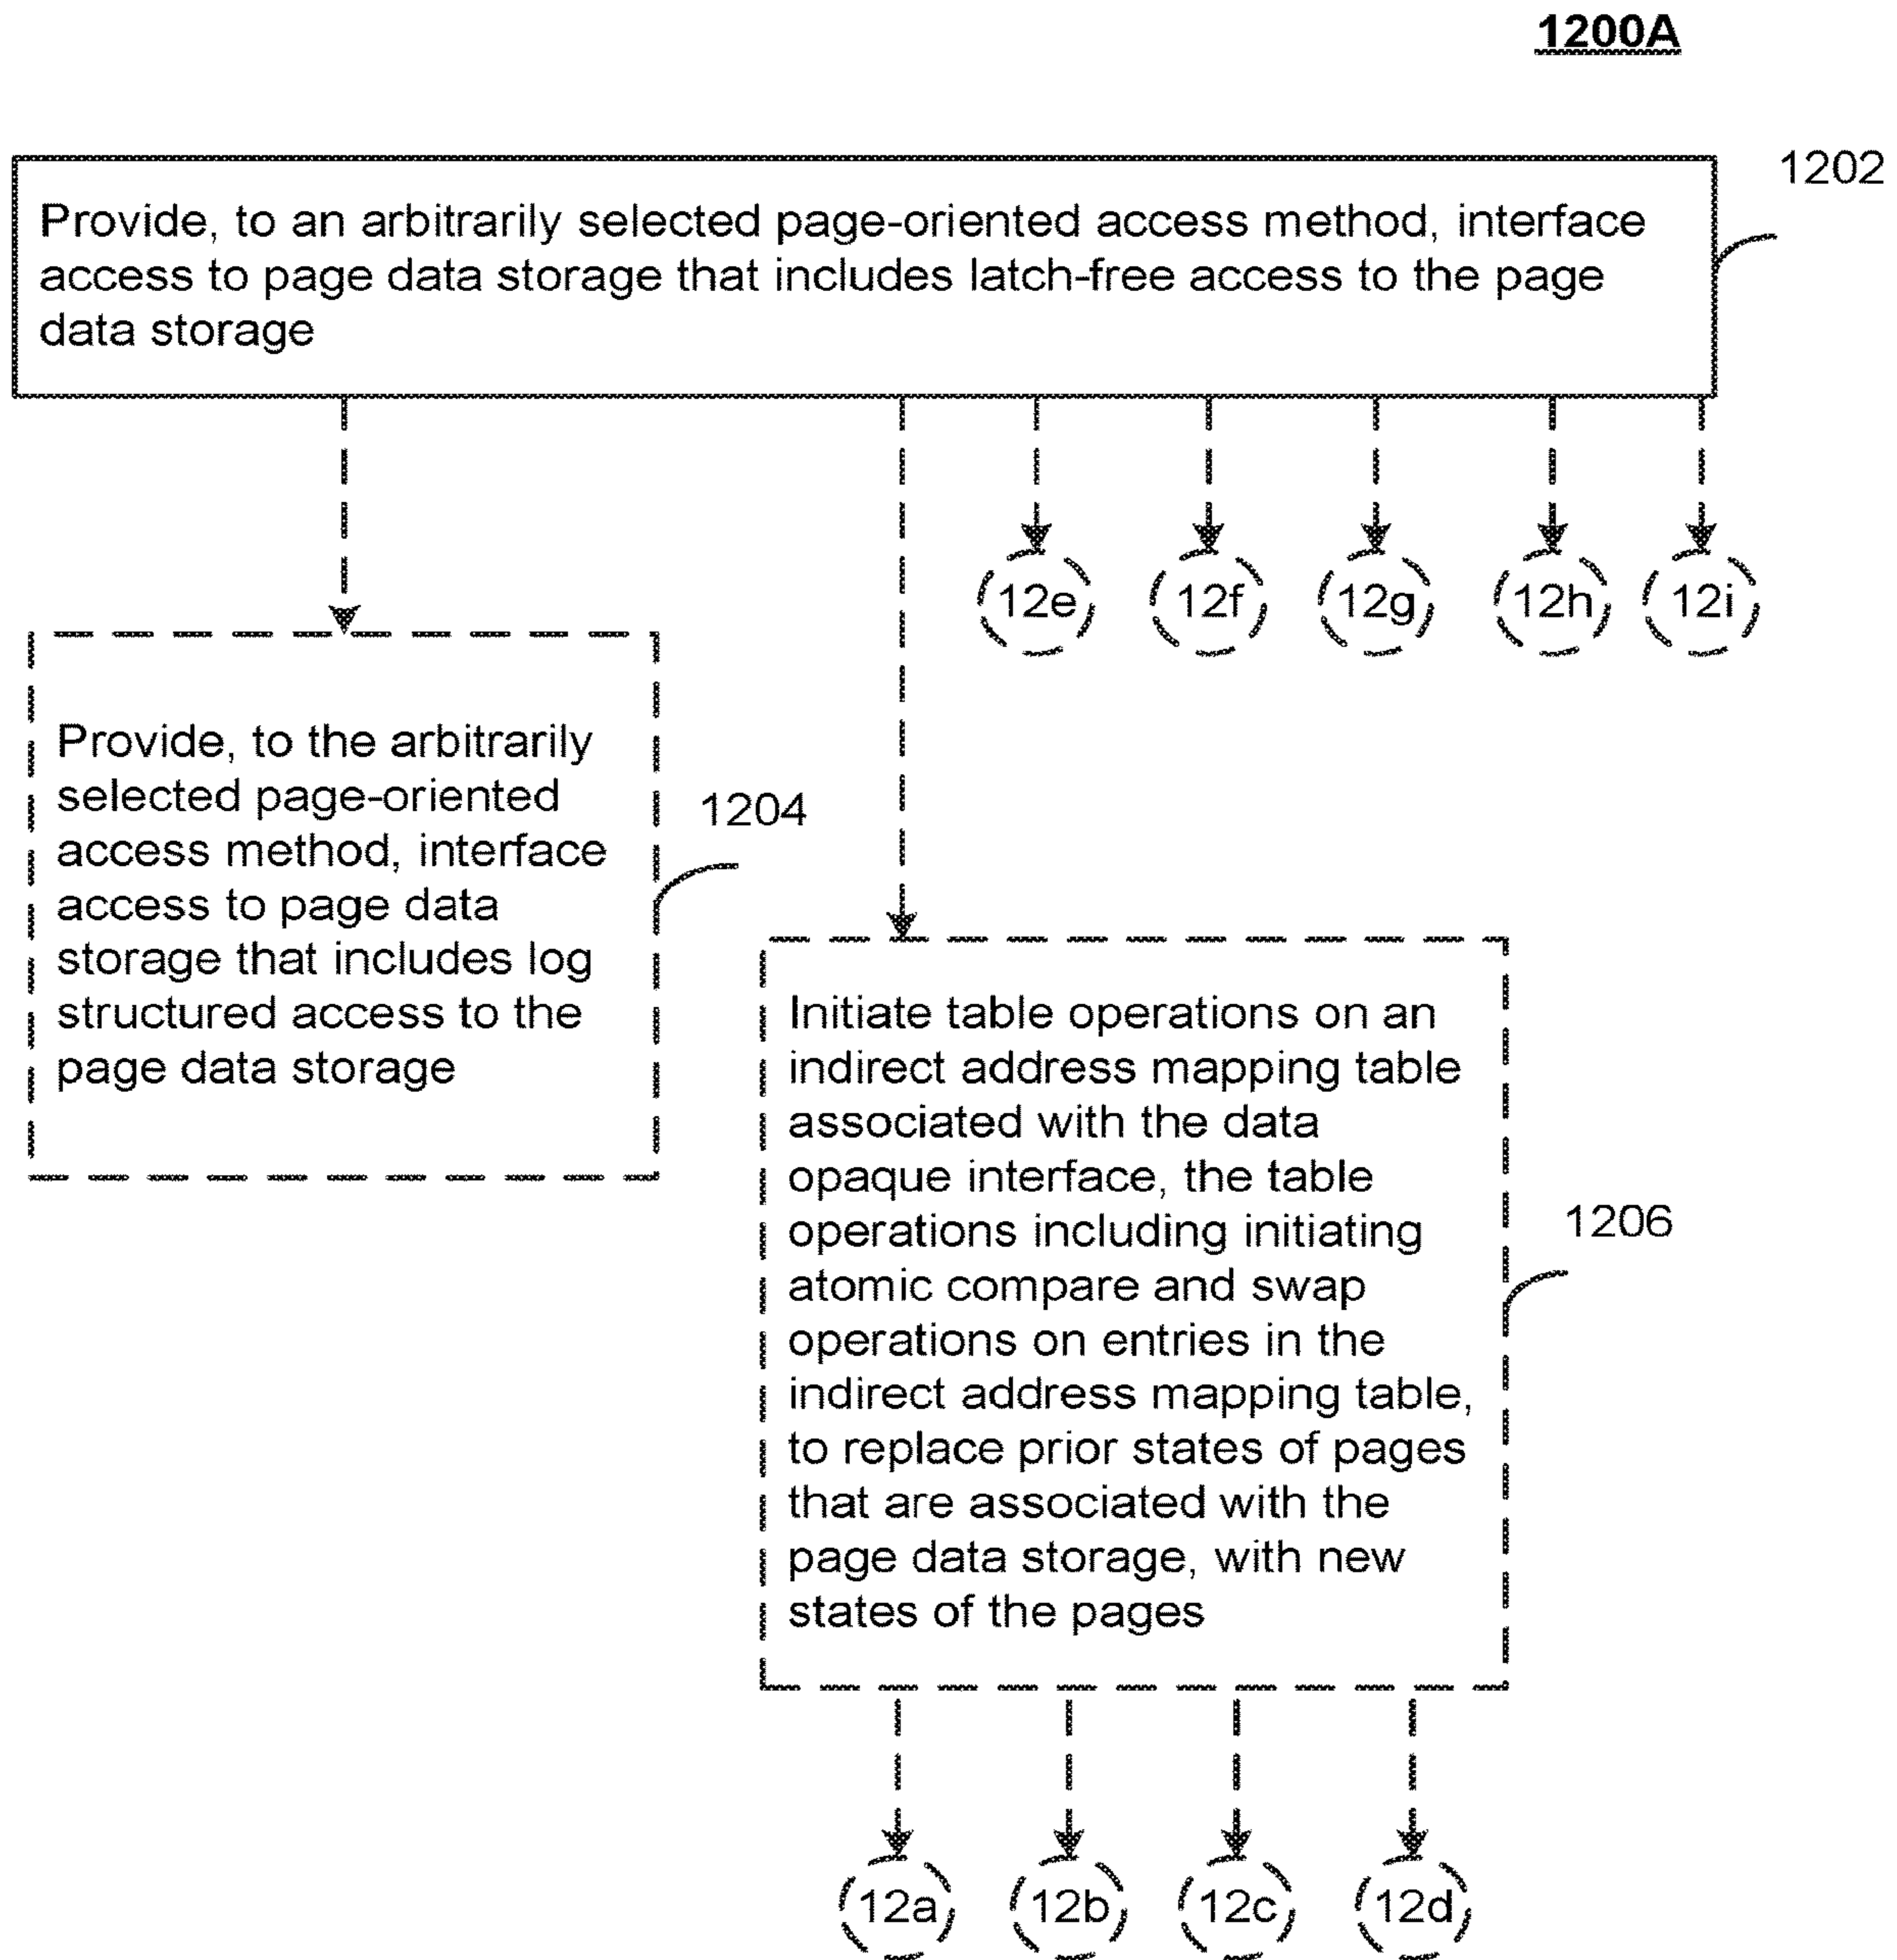 1200A
1202
Provide, to an arbitrarily selected page-oriented access method, interface
access to page data storage that includes latch-free access to the page
data storage
12e
12f
12g
12h
12i
Provide, to the arbitrarily
selected page-oriented
access method, interface
access to page data
storage that includes log
structured access to the
page data storage
1204
Initiate table operations on an
indirect address mapping table
associated with the data
opaque interface, the table
operations including initiating
atomic compare and swap
operations on entries in the
indirect address mapping table,
to replace prior states of pages
that are associated with the
page data storage, with new
states of the pages
1206
12a
12b
12c
12d